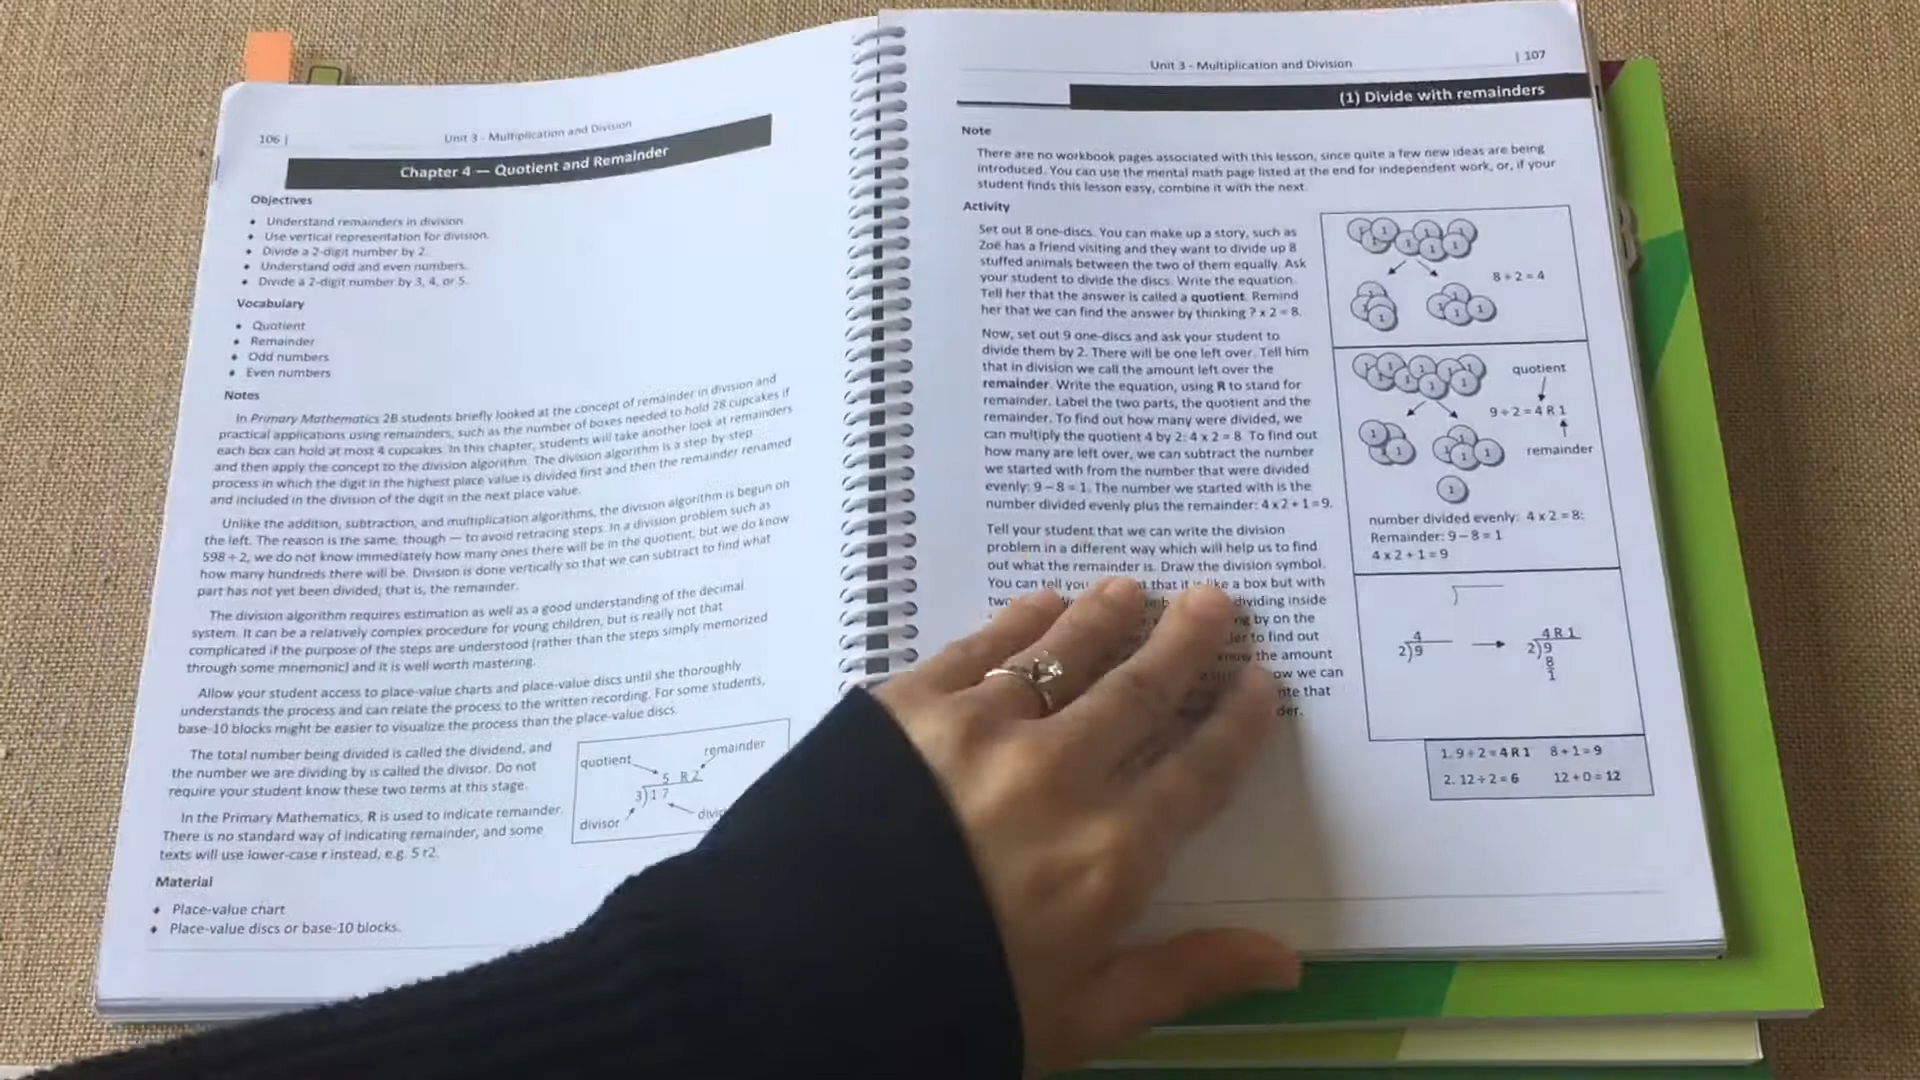 106 |
Unit 3 - Multiplication and Division
Chapter 4 — Quotient and Remainder
Objectives
• Understand remainders in division.
• Use vertical representation for division.
• Divide a 2-digit number by 2.
• Understand odd and even numbers.
• Divide a 2-digit number by 3, 4, or 5.
Vocabulary
• Quotient
• Remainder
• Odd numbers
• Even numbers
Notes
In Primary Mathematics 2B students briefly looked at the concept of remainder in division and
practical applications using remainders, such as the number of boxes needed to hold 28 cupcakes if
each box can hold at most 4 cupcakes. In this chapter, students will take another look at remainders
and then apply the concept to the division algorithm. The division algorithm is a step-by-step
process in which the digit in the highest place value is divided first and then the remainder renamed
and included in the division of the digit in the next place value.
Unlike the addition, subtraction, and multiplication algorithms, the division algorithm is begun on
the left. The reason is the same, though — to avoid retracing steps. In a division problem such as
598 ÷ 2, we do not know immediately how many ones there will be in the quotient, but we do know
how many hundreds there will be. Division is done vertically so that we can subtract to find what
part has not yet been divided; that is, the remainder.
The division algorithm requires estimation as well as a good understanding of the decimal
system. It can be a relatively complex procedure for young children, but is really not that
complicated if the purpose of the steps are understood (rather than the steps simply memorized
through some mnemonic) and it is well worth mastering.
Allow your student access to place-value charts and place-value discs until she thoroughly
understands the process and can relate the process to the written recording. For some students,
base-10 blocks might be easier to visualize the process than the place-value discs.
The total number being divided is called the dividend, and
the number we are dividing by is called the divisor. Do not
require your student know these two terms at this stage.
In the Primary Mathematics, R is used to indicate remainder.
There is no standard way of indicating remainder, and some
texts will use lower-case r instead, e.g. 5 r2.
quotient
remainder
5 R2
3)17
divisor
Material
• Place-value chart
• Place-value discs or base-10 blocks.
Unit 3 - Multiplication and Division
| 107
(1) Divide with remainders
Note
There are no workbook pages associated with this lesson, since quite a few new ideas are being
introduced. You can use the mental math page listed at the end for independent work, or, if your
student finds this lesson easy, combine it with the next.
Activity
Set out 8 one-discs. You can make up a story, such as
Zoë has a friend visiting and they want to divide up 8
stuffed animals between the two of them equally. Ask
your student to divide the discs. Write the equation.
Tell her that the answer is called a quotient. Remind
her that we can find the answer by thinking ? x 2 = 8.
Now, set out 9 one-discs and ask your student to
divide them by 2. There will be one left over. Tell him
that in division we call the amount left over the
remainder. Write the equation, using R to stand for
remainder. Label the two parts, the quotient and the
remainder. To find out how many were divided, we
can multiply the quotient 4 by 2: 4 x 2 = 8. To find out
how many are left over, we can subtract the number
we started with from the number that were divided
evenly: 9 – 8 = 1. The number we started with is the
number divided evenly plus the remainder: 4 x 2 + 1 = 9.
Tell your student that we can write the division
problem in a different way which will help us to find
out what the remainder is. Draw the division symbol.
You can tell that it is like a box but with
dividing inside
by on the
to find out
know the amount
ow we can
that
8 ÷ 2 = 4
quotient
9 ÷ 2 = 4 R 1
remainder
number divided evenly: 4 x 2 = 8:
Remainder: 9 – 8 = 1
4 x 2 + 1 = 9
4
2)9
4 R 1
2)9
8
1
1. 9 ÷ 2 = 4 R 1 8 + 1 = 9
2. 12 ÷ 2 = 6 12 + 0 = 12